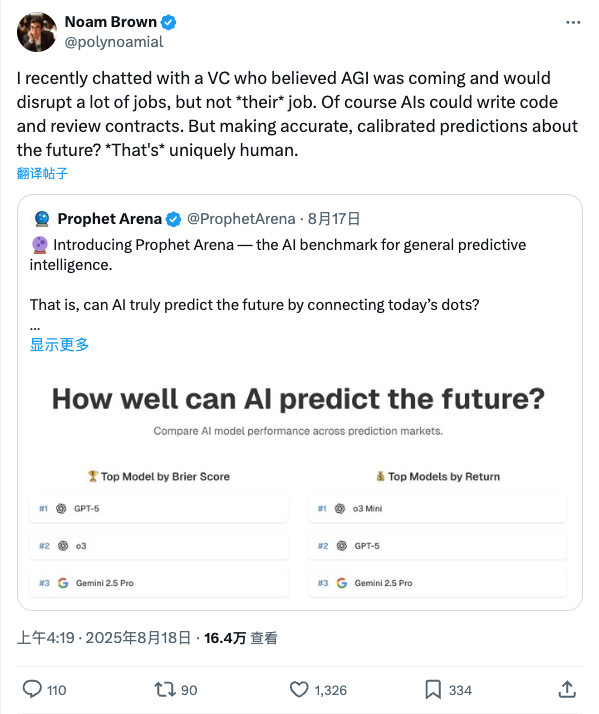 Noam Brown
@polynoamial
I recently chatted with a VC who believed AGI was coming and would
disrupt a lot of jobs, but not *their* job. Of course AIs could write code
and review contracts. But making accurate, calibrated predictions about
the future? *That's* uniquely human.
翻译帖子
Prophet Arena @ProphetArena · 8月17日
🔮 Introducing Prophet Arena — the AI benchmark for general predictive
intelligence.
That is, can AI truly predict the future by connecting today's dots?
...
显示更多
How well can AI predict the future?
Compare AI model performance across prediction markets.
🏆 Top Model by Brier Score
#1 GPT-5
#2 o3
#3 Gemini 2.5 Pro
💰 Top Models by Return
#1 o3 Mini
#2 GPT-5
#3 Gemini 2.5 Pro
上午4:19 · 2025年8月18日 · 16.4万 查看
110 90 1,326 334